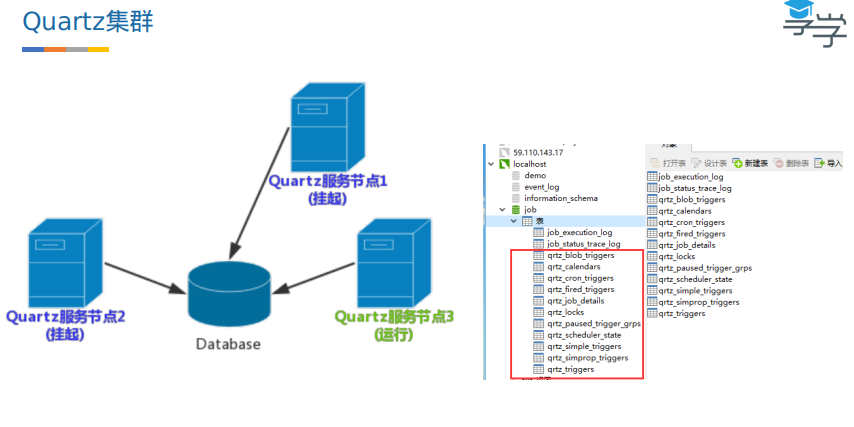 Quartz集群
学学
Quartz服务节点1
(挂起)
Quartz服务节点2
(挂起)
Quartz服务节点3
(运行)
Database
59.110.143.17
localhost
demo
event_log
information_schema
job
表
job_execution_log
job_status_trace_log
qrtz_blob_triggers
qrtz_calendars
qrtz_cron_triggers
qrtz_fired_triggers
qrtz_job_details
qrtz_locks
qrtz_paused_trigger_grps
qrtz_scheduler_state
qrtz_simple_triggers
qrtz_simprop_triggers
qrtz_triggers
对象
打开表 设计表 新建表 删除表 导入
job_execution_log
job_status_trace_log
qrtz_blob_triggers
qrtz_calendars
qrtz_cron_triggers
qrtz_fired_triggers
qrtz_job_details
qrtz_locks
qrtz_paused_trigger_grps
qrtz_scheduler_state
qrtz_simple_triggers
qrtz_simprop_triggers
qrtz_triggers